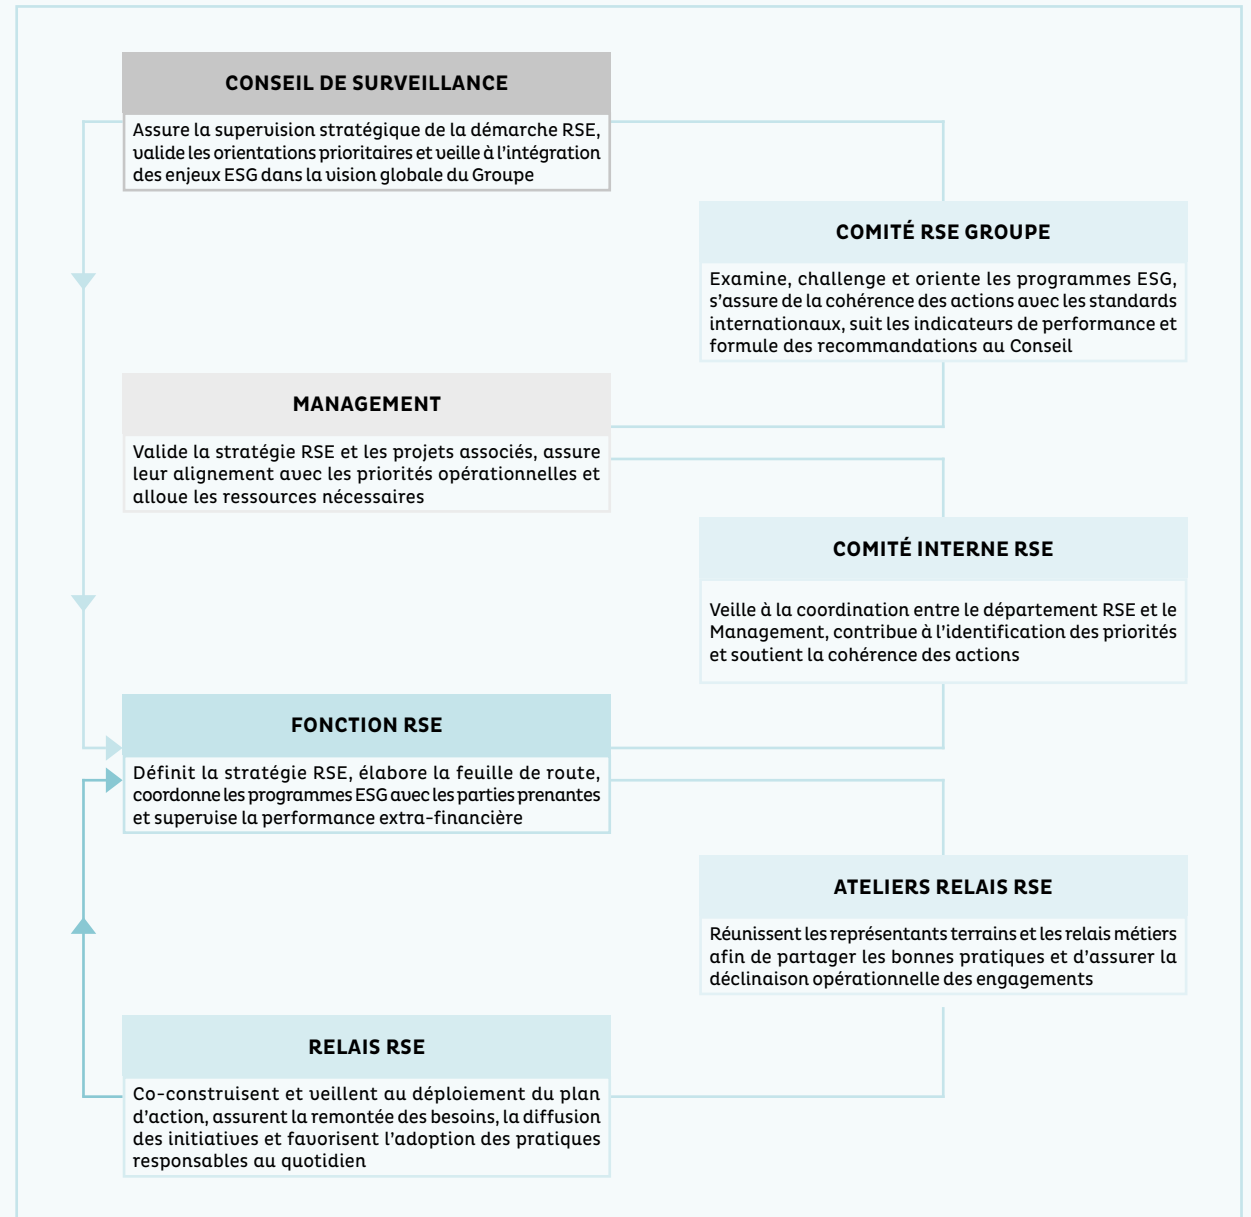 CONSEIL DE SURVEILLANCE
Assure la supervision stratégique de la démarche RSE,
valide les orientations prioritaires et veille à l'intégration
des enjeux ESG dans la vision globale du Groupe
COMITÉ RSE GROUPE
Examine, challenge et oriente les programmes ESG,
s'assure de la cohérence des actions avec les standards
internationaux, suit les indicateurs de performance et
formule des recommandations au Conseil
MANAGEMENT
Valide la stratégie RSE et les projets associés, assure
leur alignement avec les priorités opérationnelles et
alloue les ressources nécessaires
COMITÉ INTERNE RSE
Veille à la coordination entre le département RSE et le
Management, contribue à l'identification des priorités
et soutient la cohérence des actions
FONCTION RSE
Définit la stratégie RSE, élabore la feuille de route,
coordonne les programmes ESG avec les parties prenantes
et supervise la performance extra-financière
ATELIERS RELAIS RSE
Réunissent les représentants terrains et les relais métiers
afin de partager les bonnes pratiques et d'assurer la
déclinaison opérationnelle des engagements
RELAIS RSE
Co-construisent et veillent au déploiement du plan
d'action, assurent la remontée des besoins, la diffusion
des initiatives et favorisent l'adoption des pratiques
responsables au quotidien